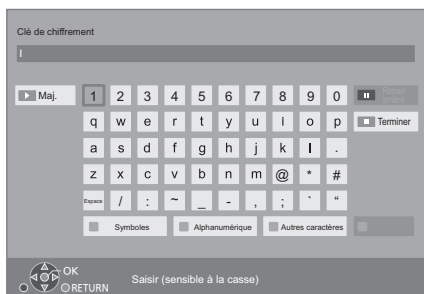 Clé de chiffrement
I
Maj. 1 2 3 4 5 6 7 8 9 0 Retour
q w e r t y u i o p Terminer
a s d f g h j k l .
z x c v b n m @ * #
Espace / : ~ _ - , ; ` "
Symboles Alphanumérique Autres caractères
OK
RETURN
Saisir (sensible à la casse)